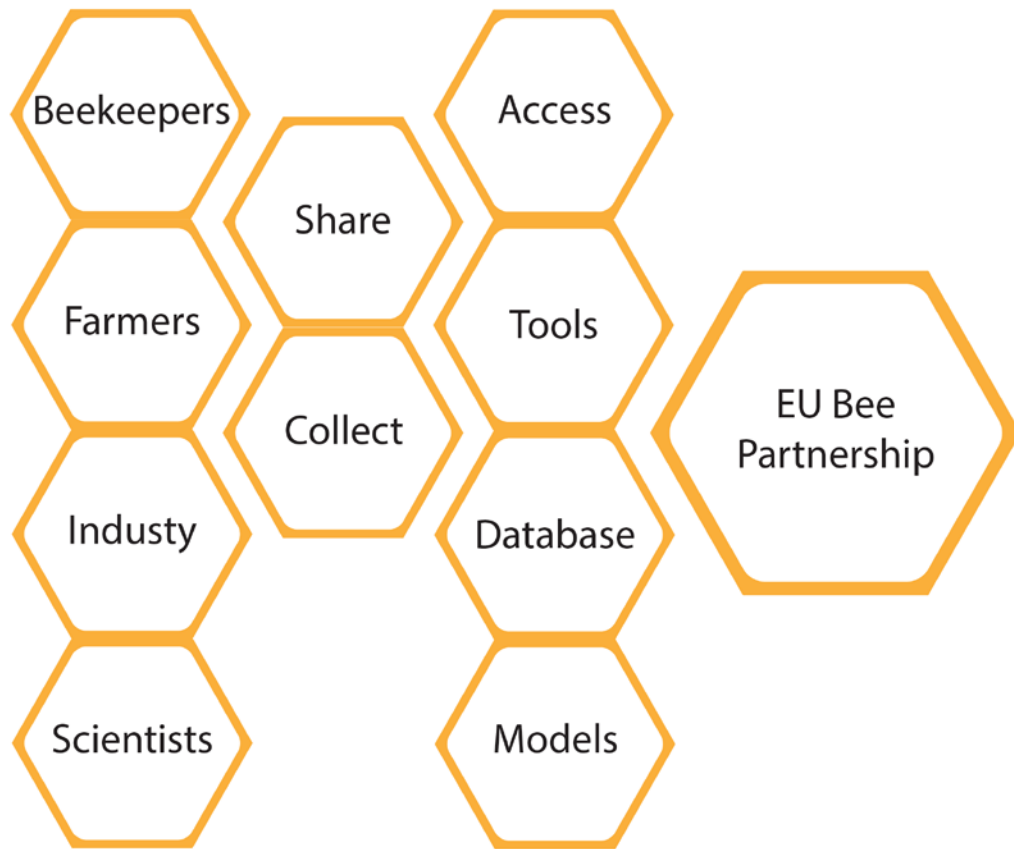 Beekeepers
Farmers
Industy
Scientists
Share
Collect
Access
Tools
Database
Models
EU Bee
Partnership